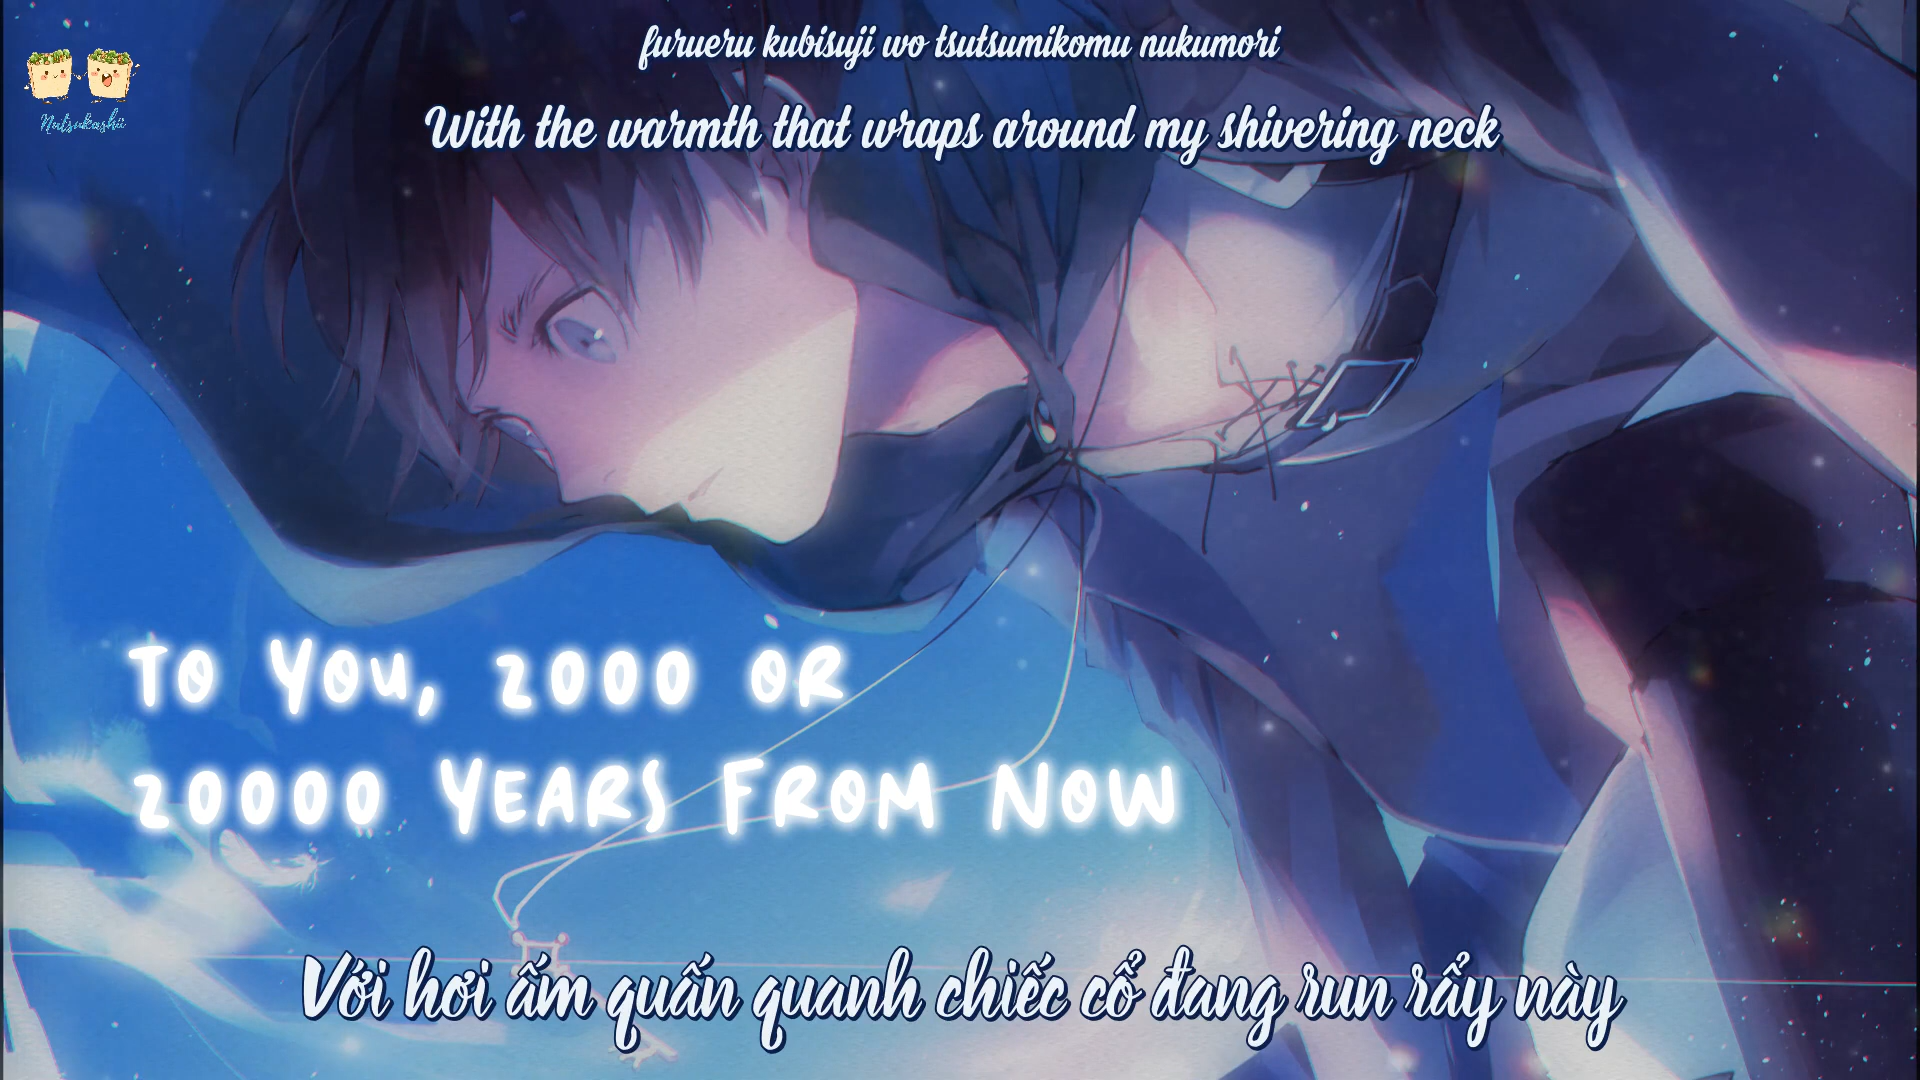 furueru kubisuji wo tsutsumikomu nukumori
With the warmth that wraps around my shivering neck
Natsukashii
TO YOU, 2000 OR
20000 YEARS FROM NOW
Với hơi ấm quấn quanh chiếc cổ đang run rẩy này